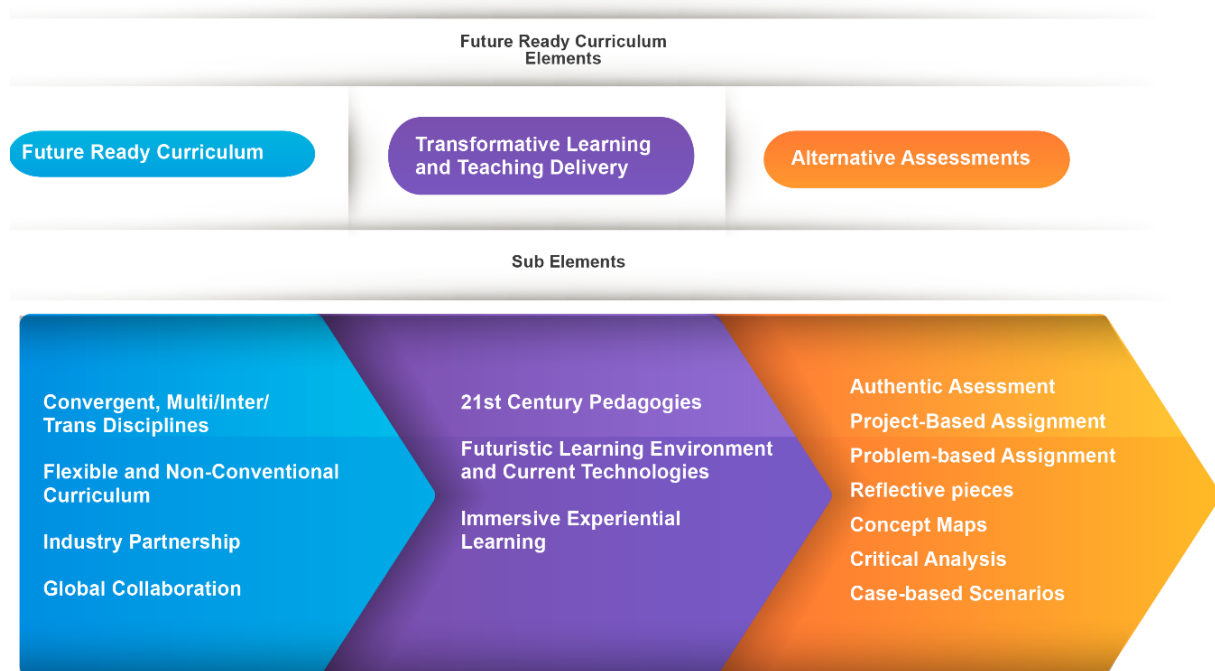 Future Ready Curriculum
Elements
Future Ready Curriculum
Transformative Learning
and Teaching Delivery
Alternative Assessments
Sub Elements
Convergent, Multi/Inter/
Trans Disciplines
Flexible and Non-Conventional
Curriculum
Industry Partnership
Global Collaboration
21st Century Pedagogies
Futuristic Learning Environment
and Current Technologies
Immersive Experiential
Learning
Authentic Asessment
Project-Based Assignment
Problem-based Assignment
Reflective pieces
Concept Maps
Critical Analysis
Case-based Scenarios